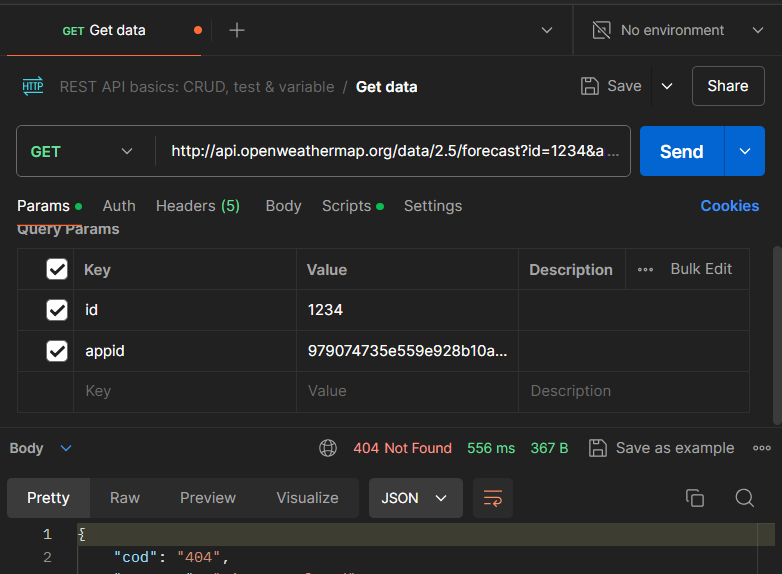 GET Get data No environment
HTTP REST API basics: CRUD, test & variable / Get data Save Share
GET http://api.openweathermap.org/data/2.5/forecast?id=1234&a ... Send
Params Auth Headers (5) Body Scripts Settings Cookies
Query Params
Key Value Description Bulk Edit
id 1234
appid 979074735e559e928b10a...
Key Value Description
Body 404 Not Found 556 ms 367 B Save as example
Pretty Raw Preview Visualize JSON
1 {
2 "cod": "404",